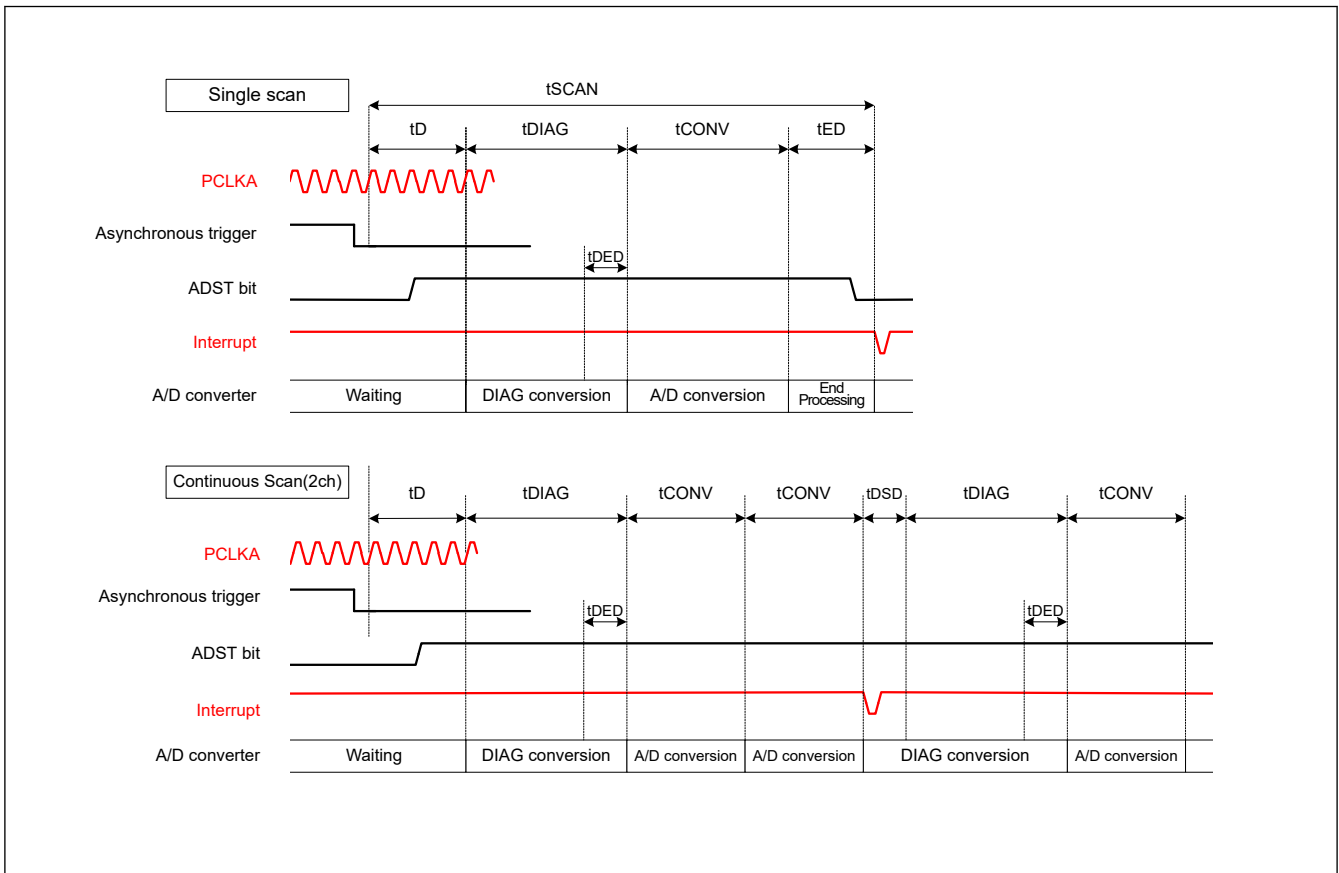 Single scan
tSCAN
tD tDIAG tCONV tED
PCLKA
Asynchronous trigger
tDED
ADST bit
Interrupt
A/D converter Waiting DIAG conversion A/D conversion End Processing
Continuous Scan(2ch)
tD tDIAG tCONV tCONV tDSD tDIAG tCONV
PCLKA
Asynchronous trigger
tDED tDED
ADST bit
Interrupt
A/D converter Waiting DIAG conversion A/D conversion A/D conversion DIAG conversion A/D conversion